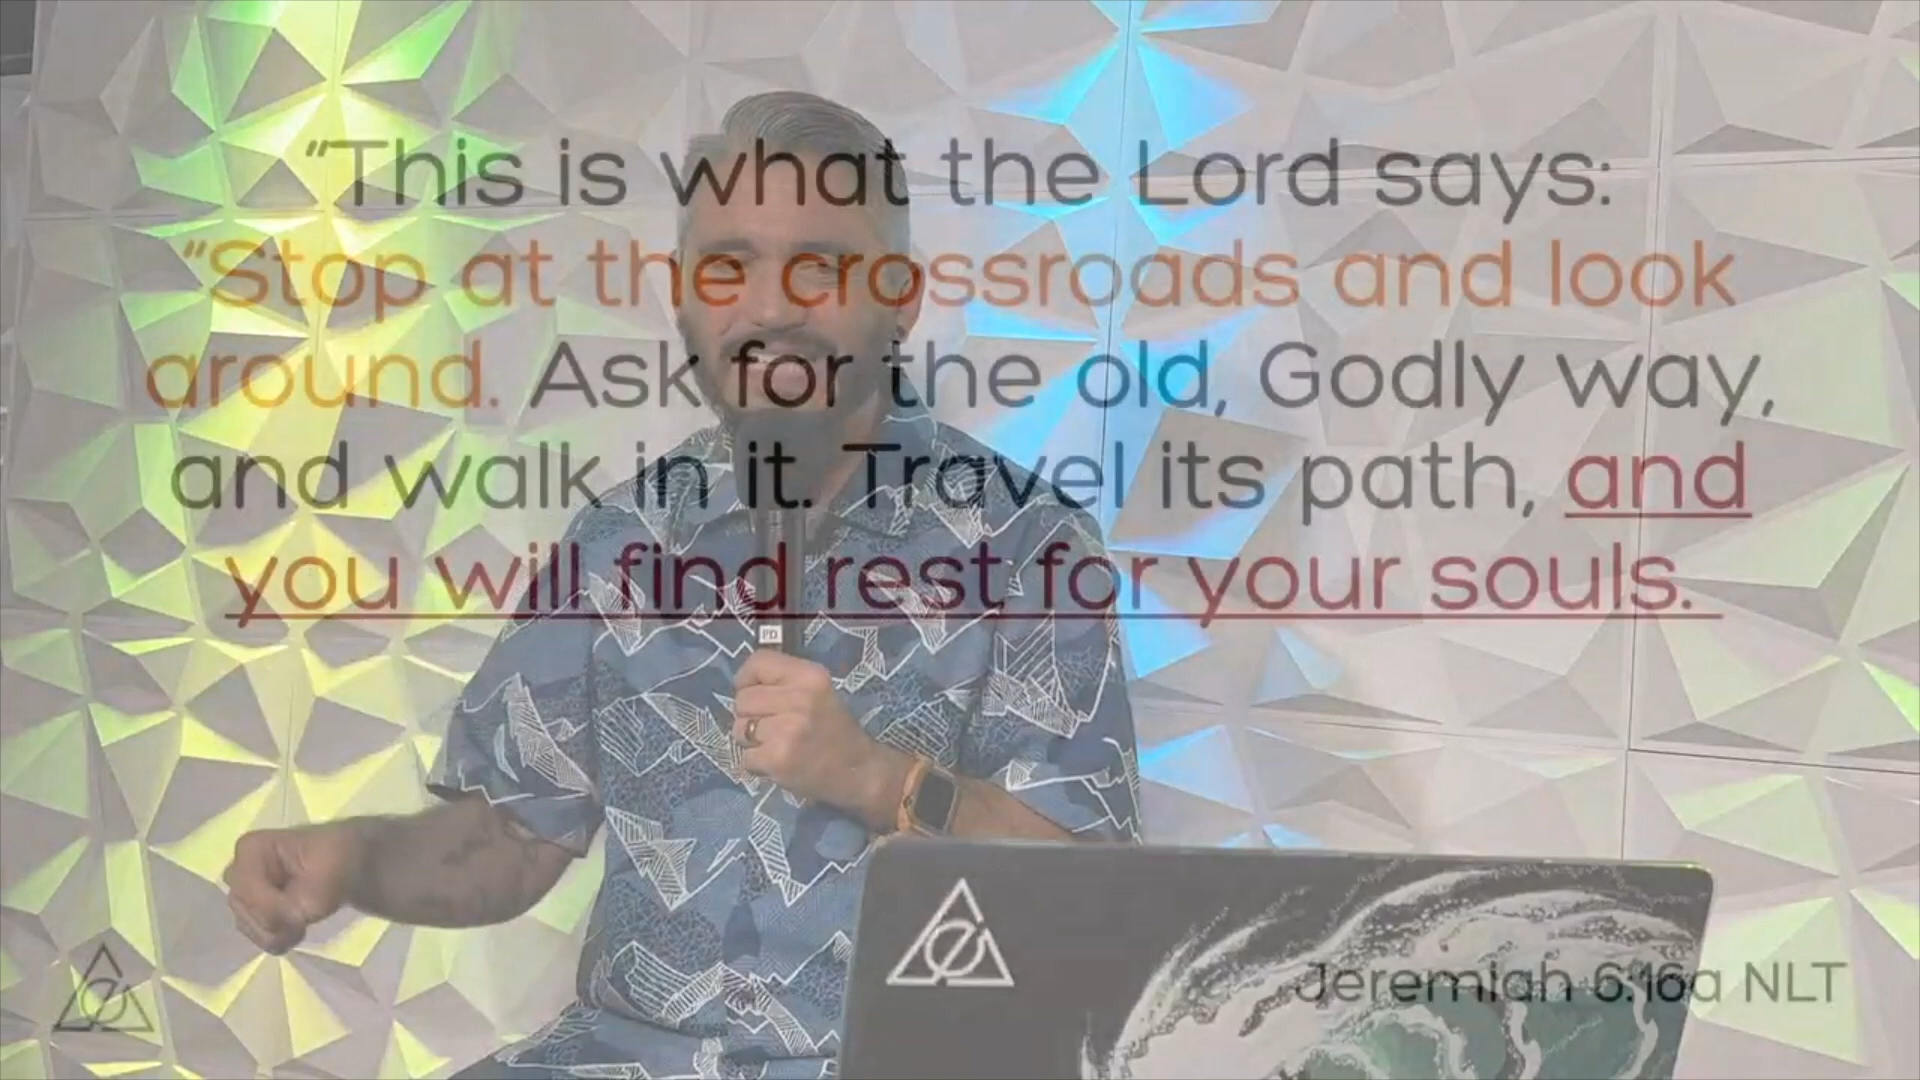 “This is what the Lord says:
“Stop at the crossroads and look
around. Ask for the old, Godly way,
and walk in it. Travel its path, and
you will find rest for your souls.
PD
Jeremiah 6:16a NLT